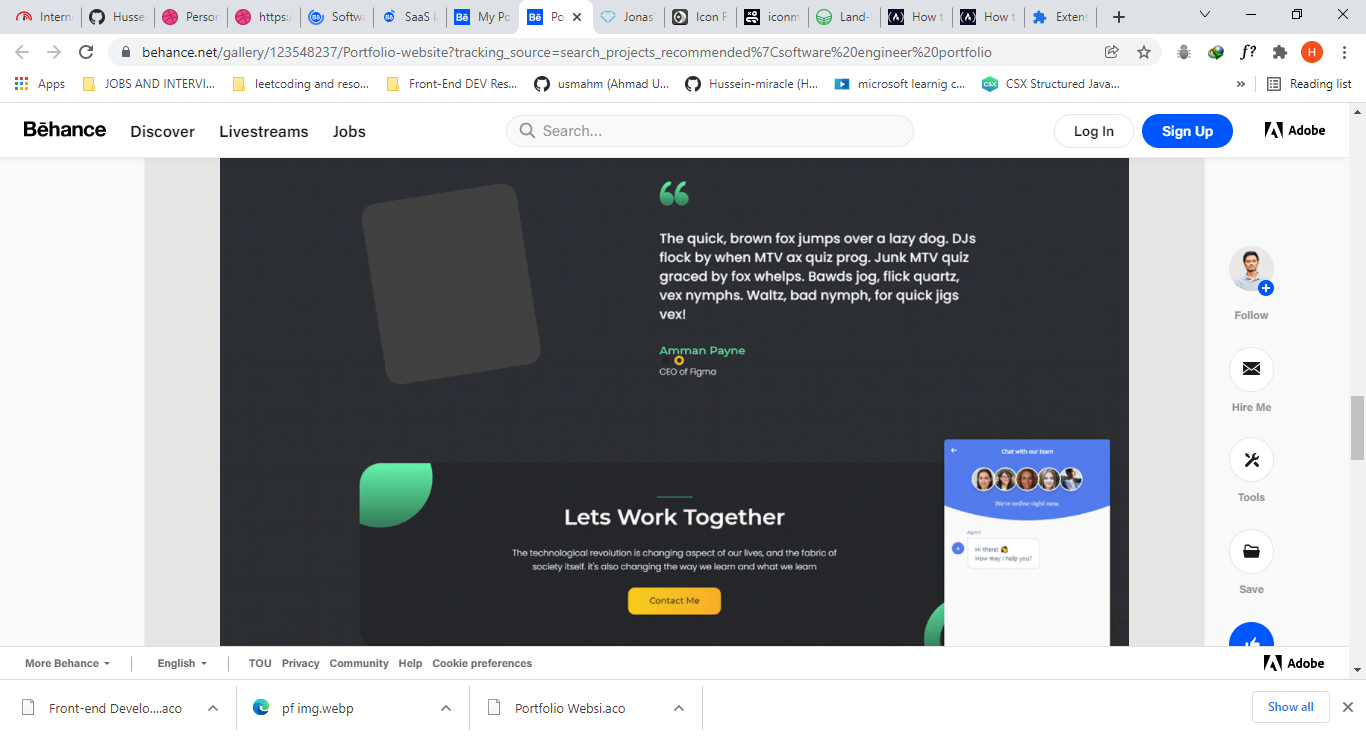 Intern
Husse
Person
https:/
Softwa
SaaS l
My Po
Po
Jonas
Icon F
iconm
Land-
How t
How t
Extens
behance.net/gallery/123548237/Portfolio-website?tracking_source=search_projects_recommended%7Csoftware%20engineer%20portfolio
f?
H
Apps
JOBS AND INTERVI...
leetcoding and reso...
Front-End DEV Res...
usmahm (Ahmad U...
Hussein-miracle (H...
microsoft learnig c...
CSX Structured Java...
»
Reading list
Bēhance
Discover
Livestreams
Jobs
Search...
Log In
Sign Up
Adobe
The quick, brown fox jumps over a lazy dog. DJs
flock by when MTV ax quiz prog. Junk MTV quiz
graced by fox whelps. Bawds jog, flick quartz,
vex nymphs. Waltz, bad nymph, for quick jigs
vex!
Amman Payne
CEO of Figma
Follow
Hire Me
Tools
Save
Lets Work Together
The technological revolution is changing aspect of our lives, and the fabric of
society itself. it's also changing the way we learn and what we learn
Contact Me
Chat with our team
We're online right now
Agent
A
Hi there!
How may I help you?
More Behance
English
TOU
Privacy
Community
Help
Cookie preferences
Adobe
Front-end Develo....aco
pf img.webp
Portfolio Websi.aco
Show all